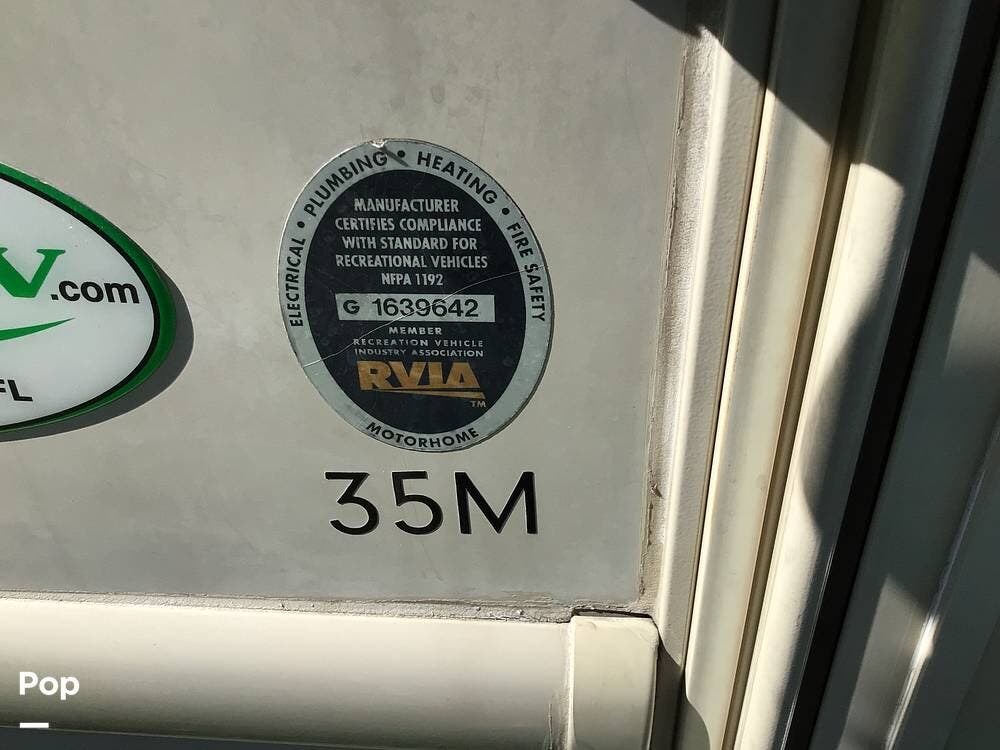 ELECTRICAL • PLUMBING • HEATING • FIRE SAFETY
MANUFACTURER
CERTIFIES COMPLIANCE
WITH STANDARD FOR
RECREATIONAL VEHICLES
NFPA 1192
G 1639642
MEMBER
RECREATION VEHICLE
INDUSTRY ASSOCIATION
RVIA
TM
MOTORHOME
35M
V.com
FL
Pop